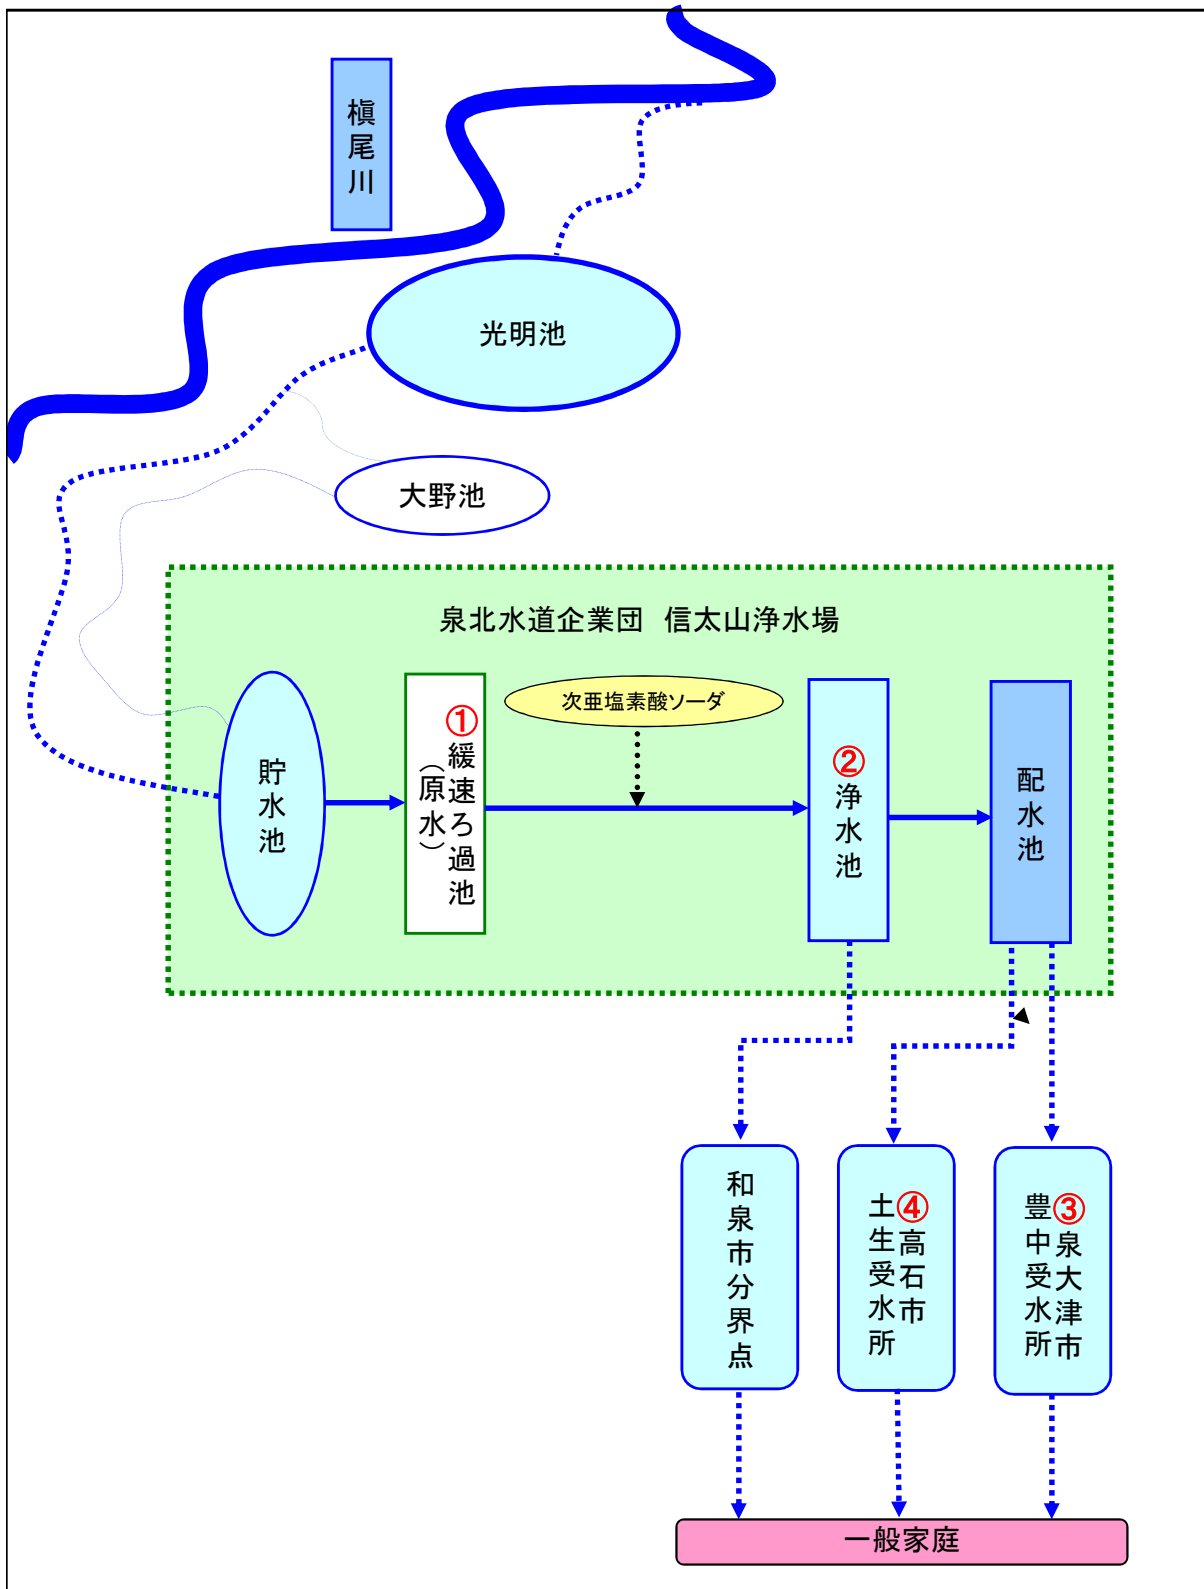 槇尾川
光明池
大野池
泉北水道企業団　信太山浄水場
貯水池
①緩速ろ過池
（原水）
次亜塩素酸ソーダ
②浄水池
配水池
和泉市分界点
④高石市
土生受水所
③泉大津市
豊中受水所
一般家庭